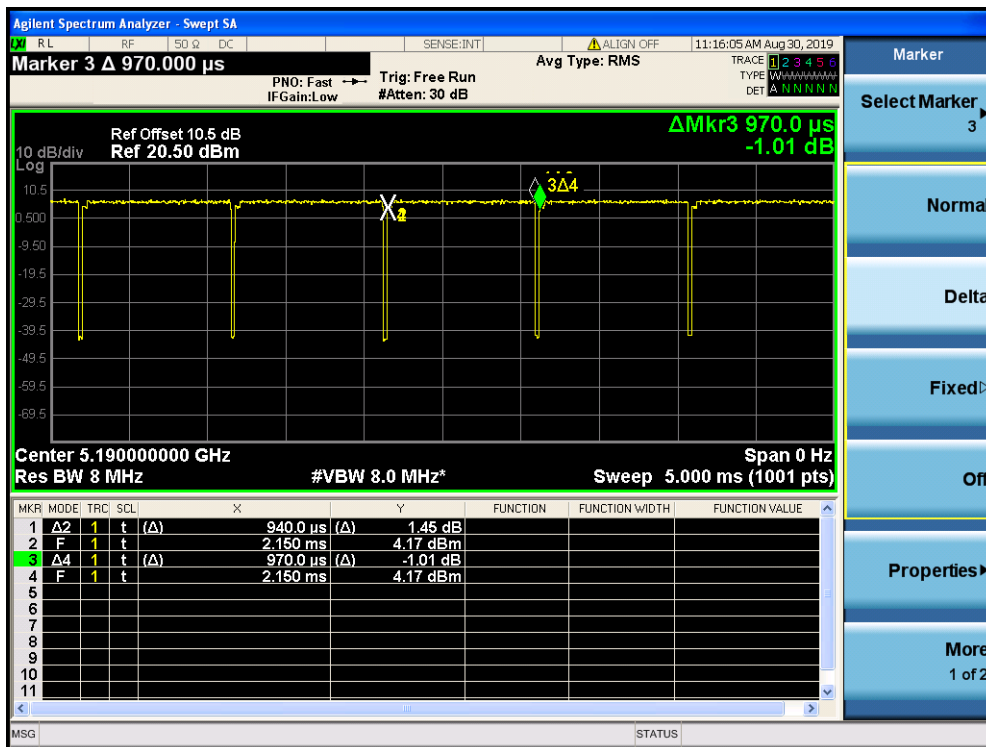 Agilent Spectrum Analyzer - Swept SA
LXI RL RF 50 Ω DC SENSE:INT ALIGN OFF 11:16:05 AM Aug 30, 2019
Marker 3 Δ 970.000 µs
PNO: Fast Trig: Free Run Avg Type: RMS TRACE 1 2 3 4 5 6
IFGain:Low #Atten: 30 dB TYPE W
DET A N N N N N
Ref Offset 10.5 dB ΔMkr3 970.0 µs
10 dB/div Ref 20.50 dBm -1.01 dB
Log
10.5 3Δ4
0.500
-9.50
-19.5
-29.5
-39.5
-49.5
-59.5
-69.5
Center 5.190000000 GHz Span 0 Hz
Res BW 8 MHz #VBW 8.0 MHz* Sweep 5.000 ms (1001 pts)
MKR MODE TRC SCL X Y FUNCTION FUNCTION WIDTH FUNCTION VALUE
1 Δ2 1 t (Δ) 940.0 µs (Δ) 1.45 dB
2 F 1 t 2.150 ms 4.17 dBm
3 Δ4 1 t (Δ) 970.0 µs (Δ) -1.01 dB
4 F 1 t 2.150 ms 4.17 dBm
5
6
7
8
9
10
11
MSG STATUS
Marker
Select Marker
3
Normal
Delta
Fixed
Off
Properties
More
1 of 2